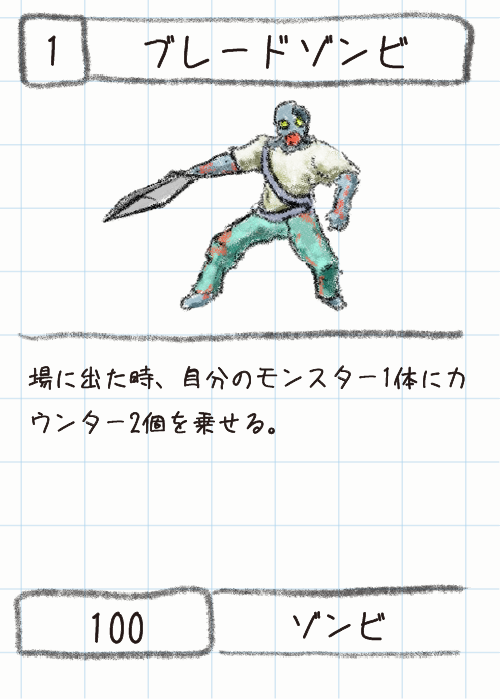 1
ブレードゾンビ
場に出た時、自分のモンスター1体にカ
ウンター2個を乗せる。
100
ゾンビ